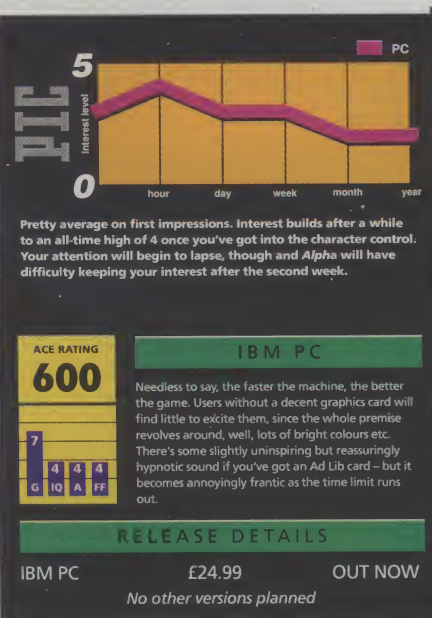 PC
5
PIC
Interest level
0
hour day week month year
Pretty average on first impressions. Interest builds after a while
to an all-time high of 4 once you've got into the character control.
Your attention will begin to lapse, though and Alpha will have
difficulty keeping your interest after the second week.
ACE RATING
600
7 4 4 4
G IQ A FF
IBM PC
Needless to say, the faster the machine, the better
the game. Users without a decent graphics card will
find little to excite them, since the whole premise
revolves around, well, lots of bright colours etc.
There's some slightly uninspiring but reassuringly
hypnotic sound if you've got an Ad Lib card – but it
becomes annoyingly frantic as the time limit runs
out.
RELEASE DETAILS
IBM PC £24.99 OUT NOW
No other versions planned